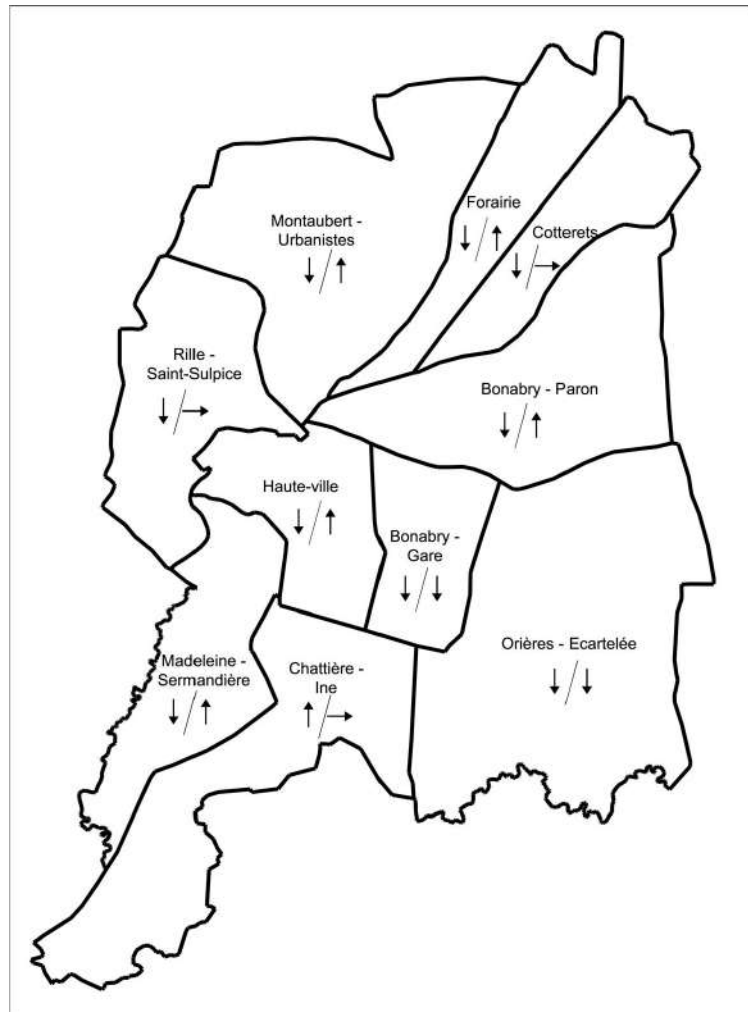 Forairie
Montaubert -
Urbanistes
Cotterets
Rille -
Saint-Sulpice
Bonabry - Paron
Haute-ville
Bonabry -
Gare
Orières - Ecartelée
Madeleine -
Sermandière
Chattière -
Ine